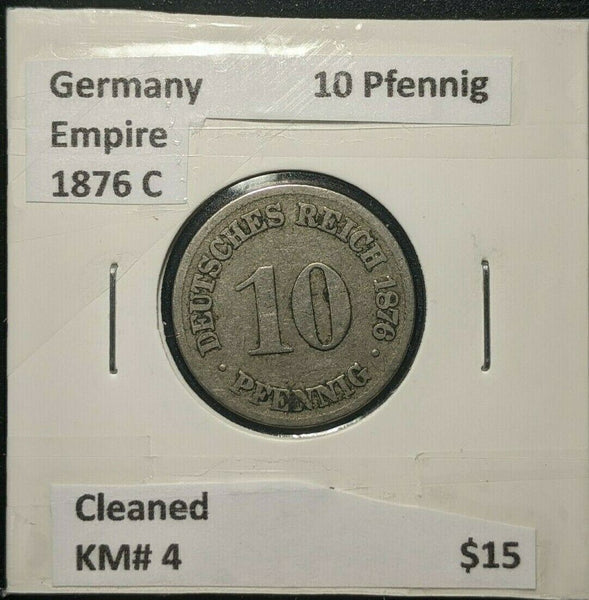 Germany 10 Pfennig
Empire
1876 C
DEUTSCHES REICH 1876
10
· PFENNIG ·
Cleaned
KM# 4 $15